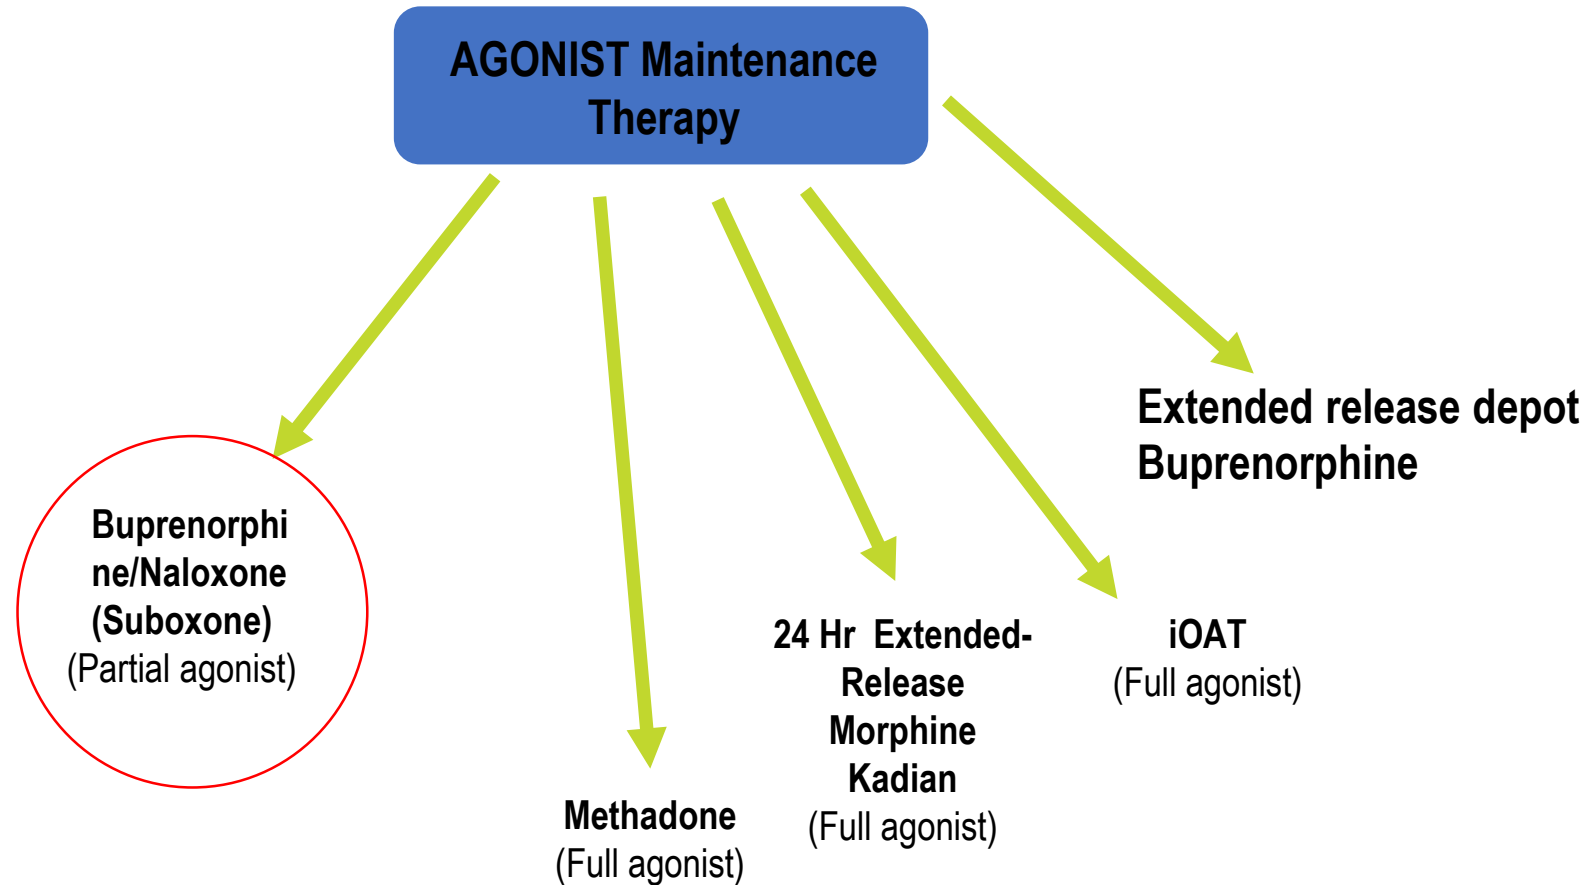 AGONIST Maintenance
Therapy
Extended release depot
Buprenorphine
Buprenorphi
ne/Naloxone
(Suboxone)
(Partial agonist)
24 Hr Extended-
Release
Morphine
Kadian
(Full agonist)
iOAT
(Full agonist)
Methadone
(Full agonist)